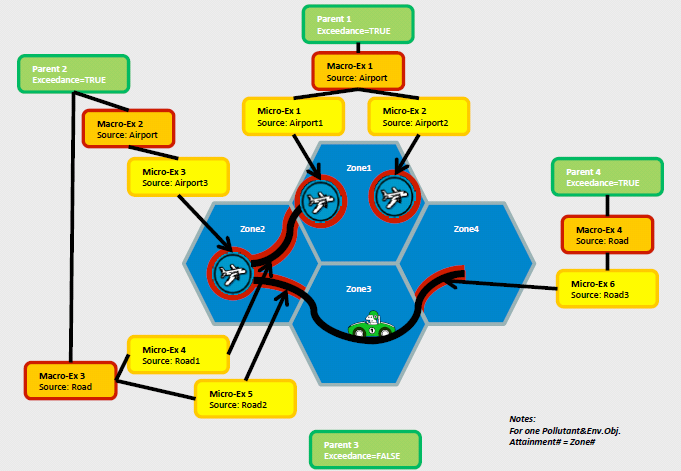 Parent 1
Exceedance=TRUE
Parent 2
Exceedance=TRUE
Macro-Ex 1
Source: Airport
Micro-Ex 1
Source: Airport1
Micro-Ex 2
Source: Airport2
Macro-Ex 2
Source: Airport
Micro-Ex 3
Source: Airport3
Zone1
Parent 4
Exceedance=TRUE
Zone2
Zone4
Macro-Ex 4
Source: Road
Zone3
Micro-Ex 6
Source: Road3
1
Micro-Ex 4
Source: Road1
Macro-Ex 3
Source: Road
Micro-Ex 5
Source: Road2
Notes:
For one Pollutant&Env.Obj.
Attainment# = Zone#
Parent 3
Exceedance=FALSE